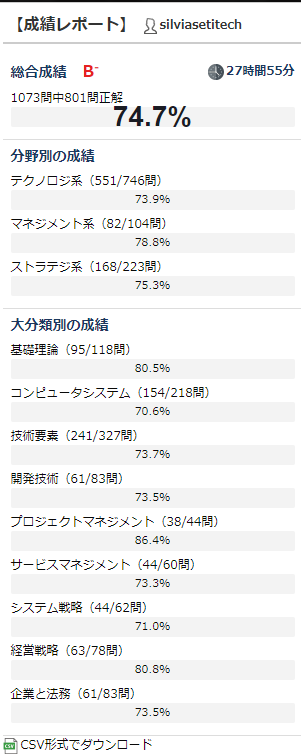 【成績レポート】 silviasetitech
総合成績 B- 27時間55分
1073問中801問正解
74.7%
分野別の成績
テクノロジ系（551/746問）
73.9%
マネジメント系（82/104問）
78.8%
ストラテジ系（168/223問）
75.3%
大分類別の成績
基礎理論（95/118問）
80.5%
コンピュータシステム（154/218問）
70.6%
技術要素（241/327問）
73.7%
開発技術（61/83問）
73.5%
プロジェクトマネジメント（38/44問）
86.4%
サービスマネジメント（44/60問）
73.3%
システム戦略（44/62問）
71.0%
経営戦略（63/78問）
80.8%
企業と法務（61/83問）
73.5%
CSV形式でダウンロード